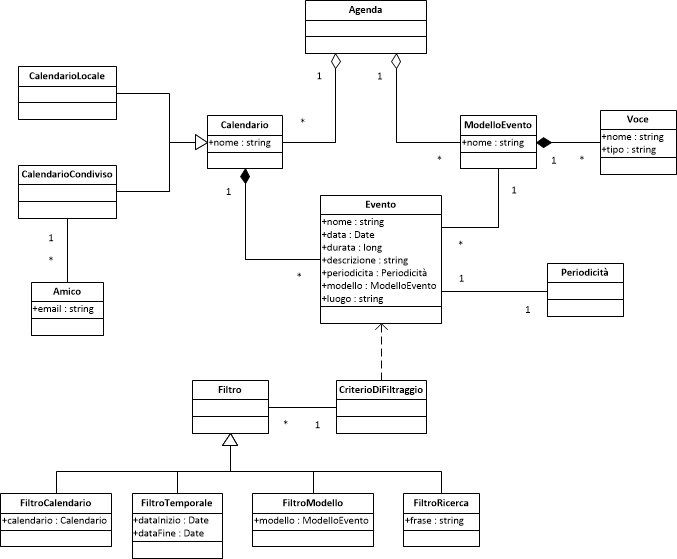 Agenda
1
1
CalendarioLocale
Calendario
+nome : string
*
ModelloEvento
+nome : string
*
Voce
+nome : string
+tipo : string
1
*
CalendarioCondiviso
1
1
Evento
+nome : string
+data : Date
+durata : long
+descrizione : string
+periodicita : Periodicità
+modello : ModelloEvento
+luogo : string
*
*
1
*
Amico
+email : string
1
1
Periodicità
Filtro
CriterioDiFiltraggio
*
1
FiltroCalendario
+calendario : Calendario
FiltroTemporale
+dataInizio : Date
+dataFine : Date
FiltroModello
+modello : ModelloEvento
FiltroRicerca
+frase : string